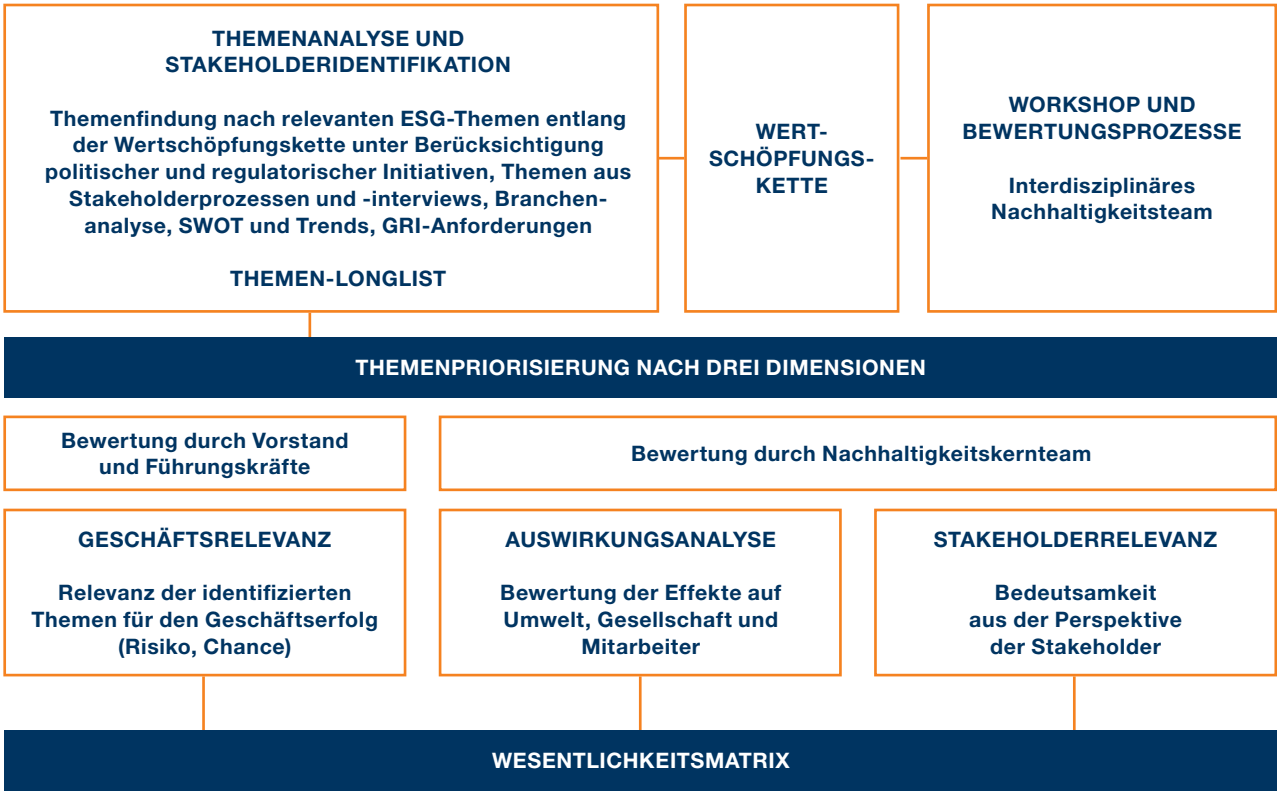 THEMENANALYSE UND
STAKEHOLDERIDENTIFIKATION
Themenfindung nach relevanten ESG-Themen entlang
der Wertschöpfungskette unter Berücksichtigung
politischer und regulatorischer Initiativen, Themen aus
Stakeholderprozessen und -interviews, Branchen-
analyse, SWOT und Trends, GRI-Anforderungen
THEMEN-LONGLIST
WERT-
SCHÖPFUNGS-
KETTE
WORKSHOP UND
BEWERTUNGSPROZESSE
Interdisziplinäres
Nachhaltigkeitsteam
THEMENPRIORISIERUNG NACH DREI DIMENSIONEN
Bewertung durch Vorstand
und Führungskräfte
Bewertung durch Nachhaltigkeitskernteam
GESCHÄFTSRELEVANZ
Relevanz der identifizierten
Themen für den Geschäftserfolg
(Risiko, Chance)
AUSWIRKUNGSANALYSE
Bewertung der Effekte auf
Umwelt, Gesellschaft und
Mitarbeiter
STAKEHOLDERRELEVANZ
Bedeutsamkeit
aus der Perspektive
der Stakeholder
WESENTLICHKEITSMATRIX